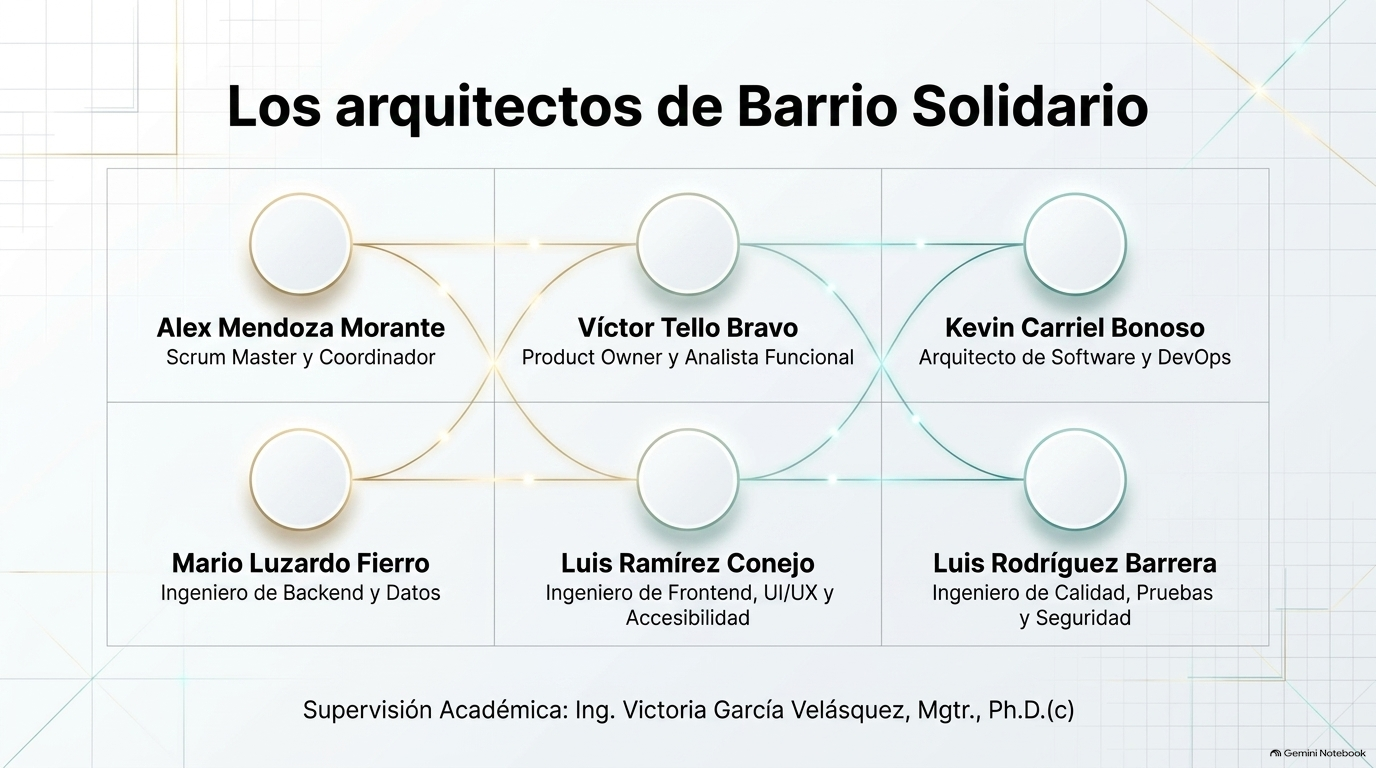 Los arquitectos de Barrio Solidario
Alex Mendoza Morante
Scrum Master y Coordinador
Víctor Tello Bravo
Product Owner y Analista Funcional
Kevin Carriel Bonoso
Arquitecto de Software y DevOps
Mario Luzardo Fierro
Ingeniero de Backend y Datos
Luis Ramírez Conejo
Ingeniero de Frontend, UI/UX y
Accesibilidad
Luis Rodríguez Barrera
Ingeniero de Calidad, Pruebas
y Seguridad
Supervisión Académica: Ing. Victoria García Velásquez, Mgtr., Ph.D.(c)
Gemini Notebook